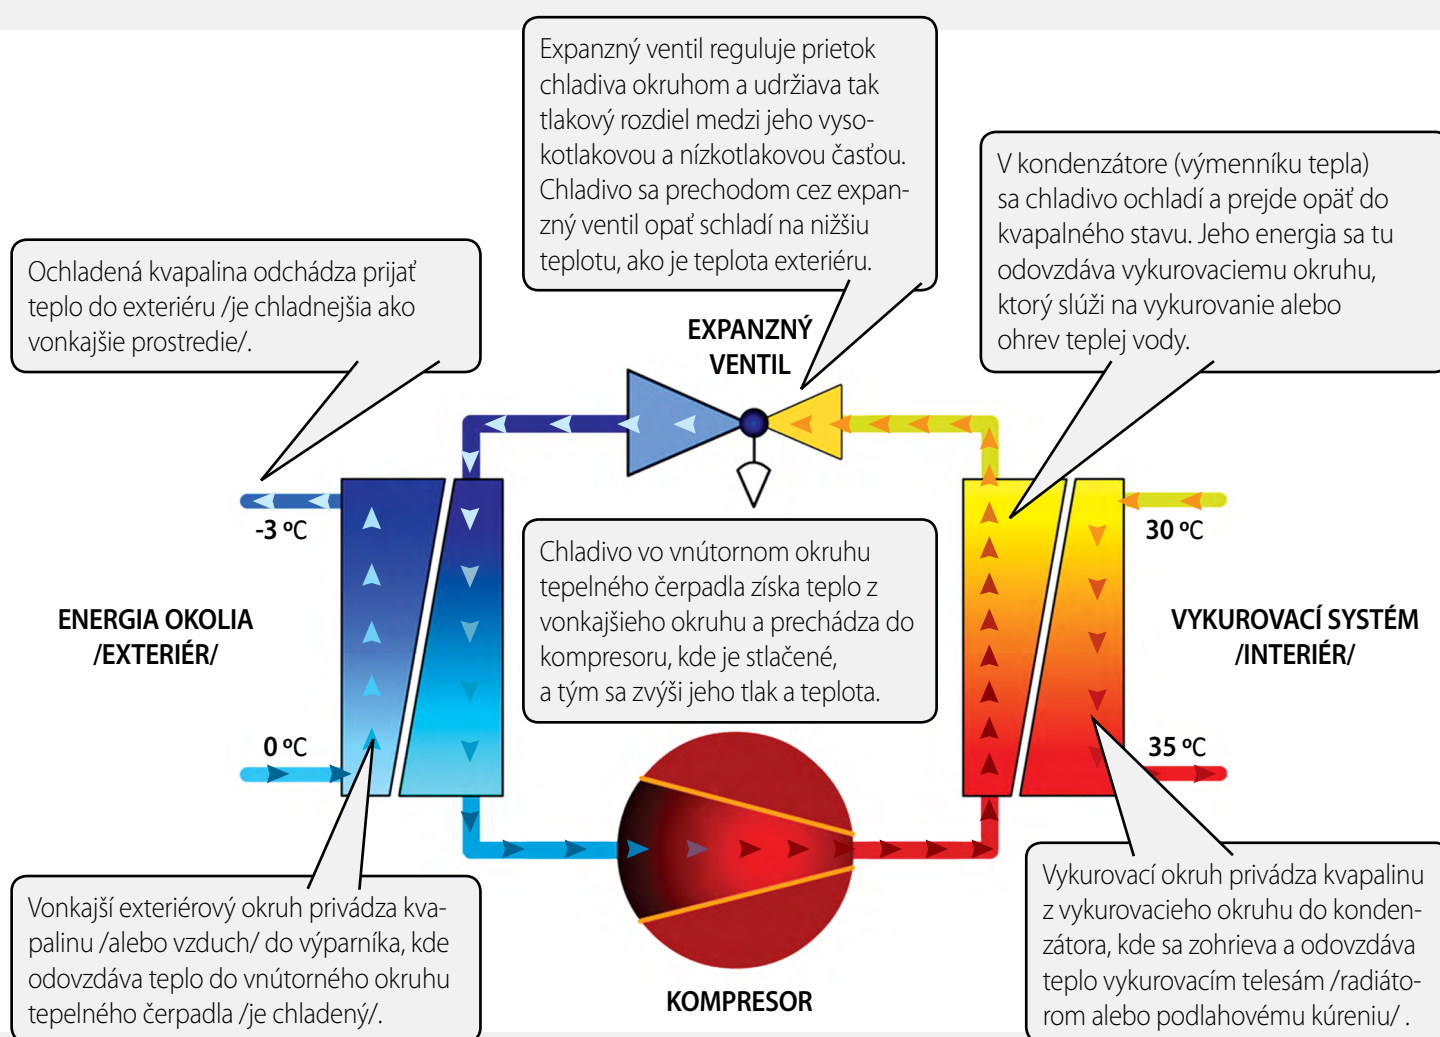 Expanzný ventil reguluje prietok
chladiva okruhom a udržiava tak
tlakový rozdiel medzi jeho vyso-
kotlakovou a nízkotlakovou časťou.
Chladivo sa prechodom cez expan-
zný ventil opať schladí na nižšiu
teplotu, ako je teplota exteriéru.
V kondenzátore (výmenníku tepla)
sa chladivo ochladí a prejde opäť do
kvapalného stavu. Jeho energia sa tu
odovzdáva vykurovaciemu okruhu,
ktorý slúži na vykurovanie alebo
ohrev teplej vody.
Ochladená kvapalina odchádza prijať
teplo do exteriéru /je chladnejšia ako
vonkajšie prostredie/.
EXPANZNÝ
VENTIL
-3 ºC
30 ºC
Chladivo vo vnútornom okruhu
tepelného čerpadla získa teplo z
vonkajšieho okruhu a prechádza do
kompresoru, kde je stlačené,
a tým sa zvýši jeho tlak a teplota.
ENERGIA OKOLIA
/EXTERIÉR/
VYKUROVACÍ SYSTÉM
/INTERIÉR/
0 ºC
35 ºC
Vonkajší exteriérový okruh privádza kva-
palinu /alebo vzduch/ do výparníka, kde
odovzdáva teplo do vnútorného okruhu
tepelného čerpadla /je chladený/.
KOMPRESOR
Vykurovací okruh privádza kvapalinu
z vykurovacieho okruhu do konden-
zátora, kde sa zohrieva a odovzdáva
teplo vykurovacím telesám /radiáto-
rom alebo podlahovému kúreniu/ .